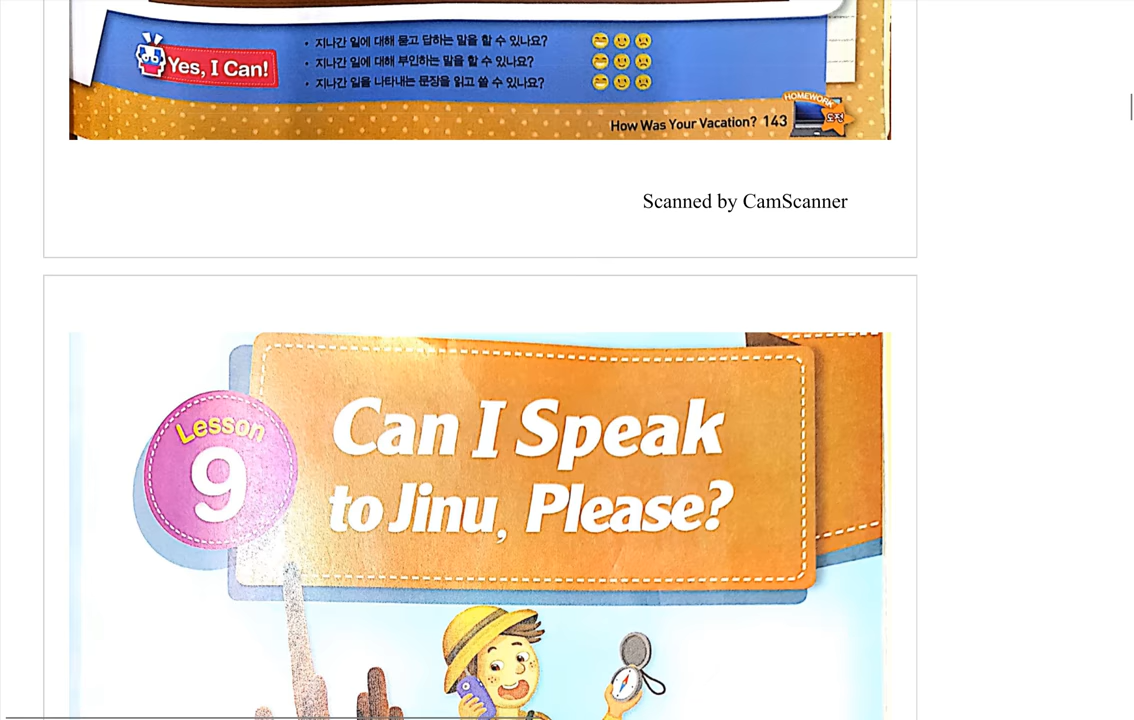 Yes, I Can!
• 지나간 일에 대해 묻고 답하는 말을 할 수 있나요?
• 지나간 일에 대해 부인하는 말을 할 수 있나요?
• 지나간 일을 나타내는 문장을 읽고 쓸 수 있나요?
How Was Your Vacation? 143
HOMEWORK
오전
Scanned by CamScanner
Lesson
9
Can I Speak
to Jinu, Please?